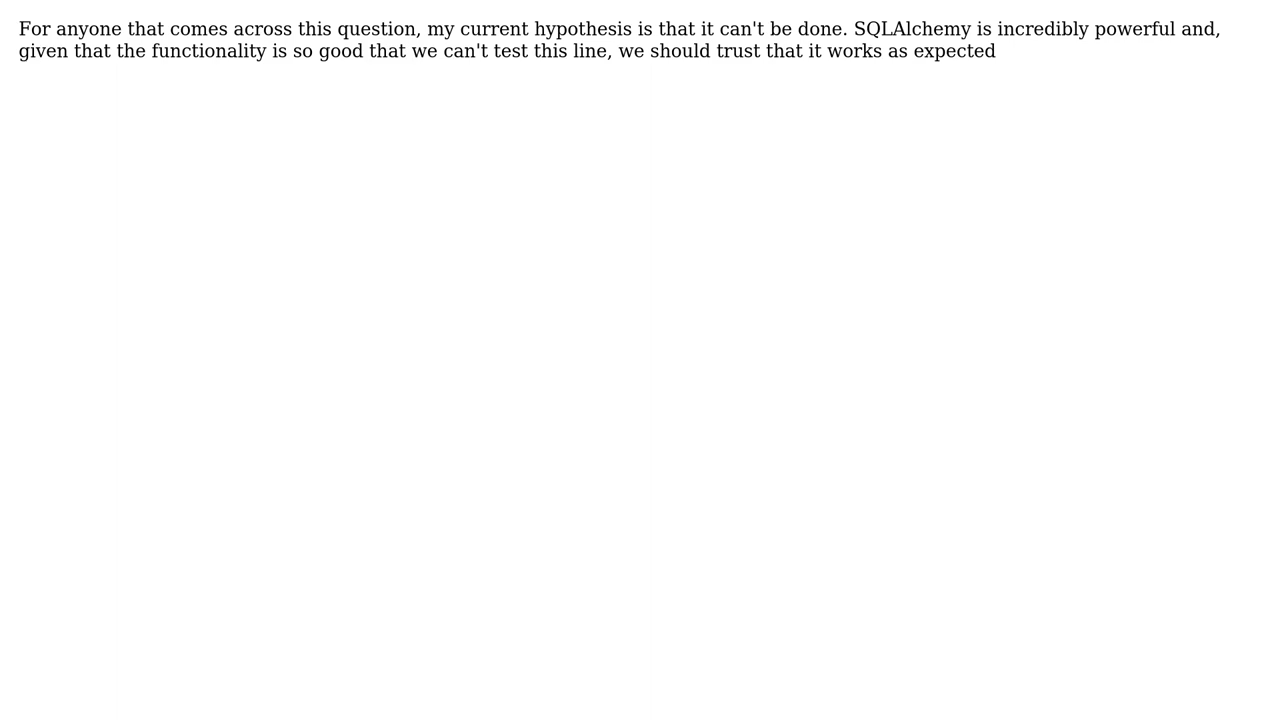 For anyone that comes across this question, my current hypothesis is that it can't be done. SQLAlchemy is incredibly powerful and,
given that the functionality is so good that we can't test this line, we should trust that it works as expected